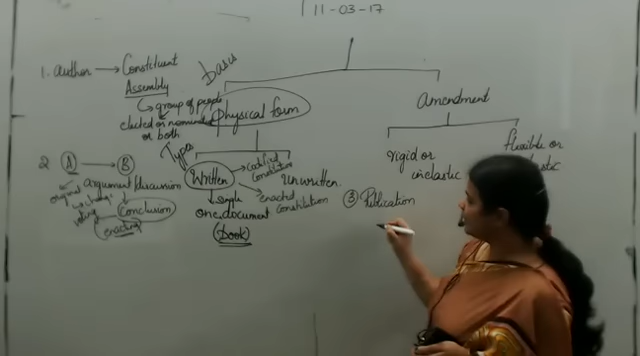 11-03-17
1. Author → Constituent
Assembly
→ group of people
elected or nominated
or both
Basis
Physical form
Amendment
Types
Written
→ codified
Constitution
→ enacted
Constitution
→ single
one document
(Book)
Unwritten
rigid or
inelastic
flexible or
2. A → B
original
argument
discussion
voting
Conclusion
enacting
③ Publication